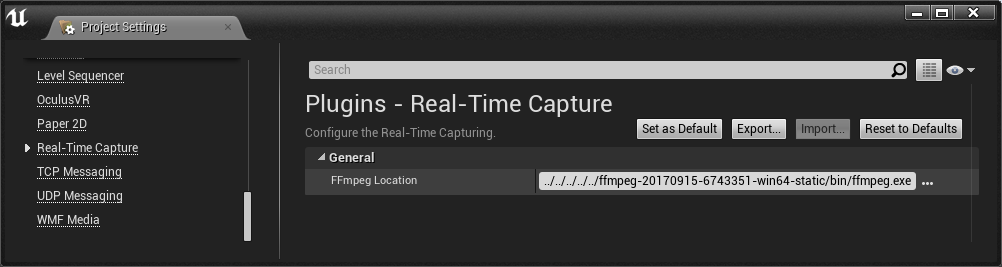 Project Settings
Level Sequencer
OculusVR
Paper 2D
Real-Time Capture
TCP Messaging
UDP Messaging
WMF Media
Search
Plugins - Real-Time Capture
Configure the Real-Time Capturing.
Set as Default Export... Import... Reset to Defaults
General
FFmpeg Location ../../../../../ffmpeg-20170915-6743351-win64-static/bin/ffmpeg.exe ...